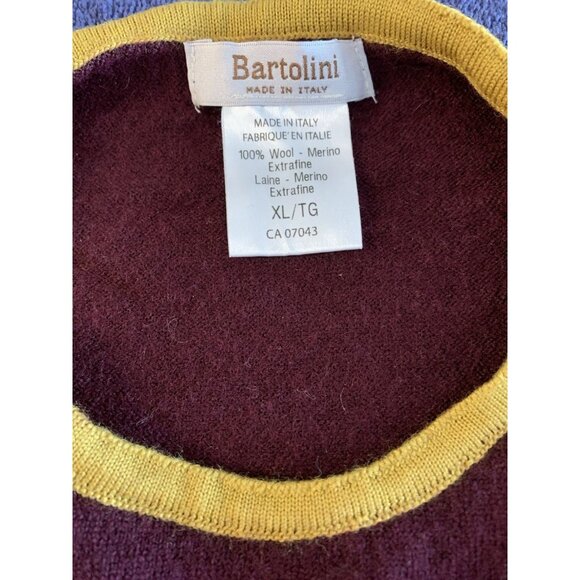 Bartolini
MADE IN ITALY
MADE IN ITALY
FABRIQUE' EN ITALIE
100% Wool - Merino
Extrafine
Laine - Merino
Extrafine
XL/TG
CA 07043